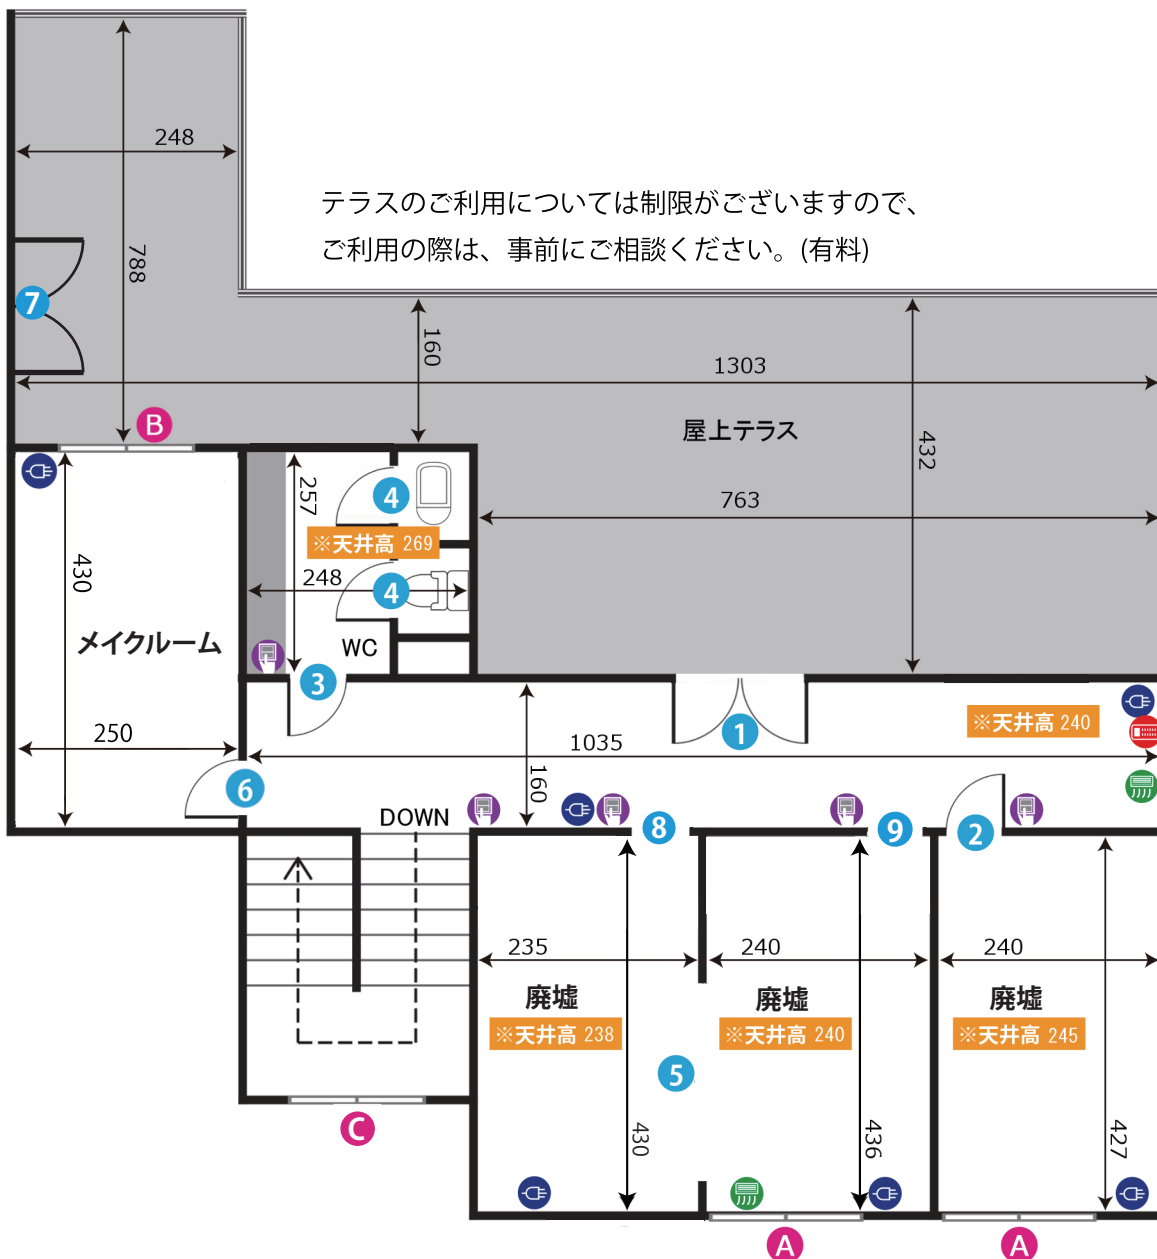 248
788
テラスのご利用については制限がございますので、
ご利用の際は、事前にご相談ください。(有料)
7
160
1303
B
屋上テラス
432
257
4
763
※天井高 269
430
248
4
メイクルーム
WC
3
※天井高 240
250
1035
1
160
6
DOWN
8
9
2
235
240
240
廃墟
廃墟
廃墟
※天井高 238
※天井高 240
※天井高 245
5
C
430
436
427
A
A